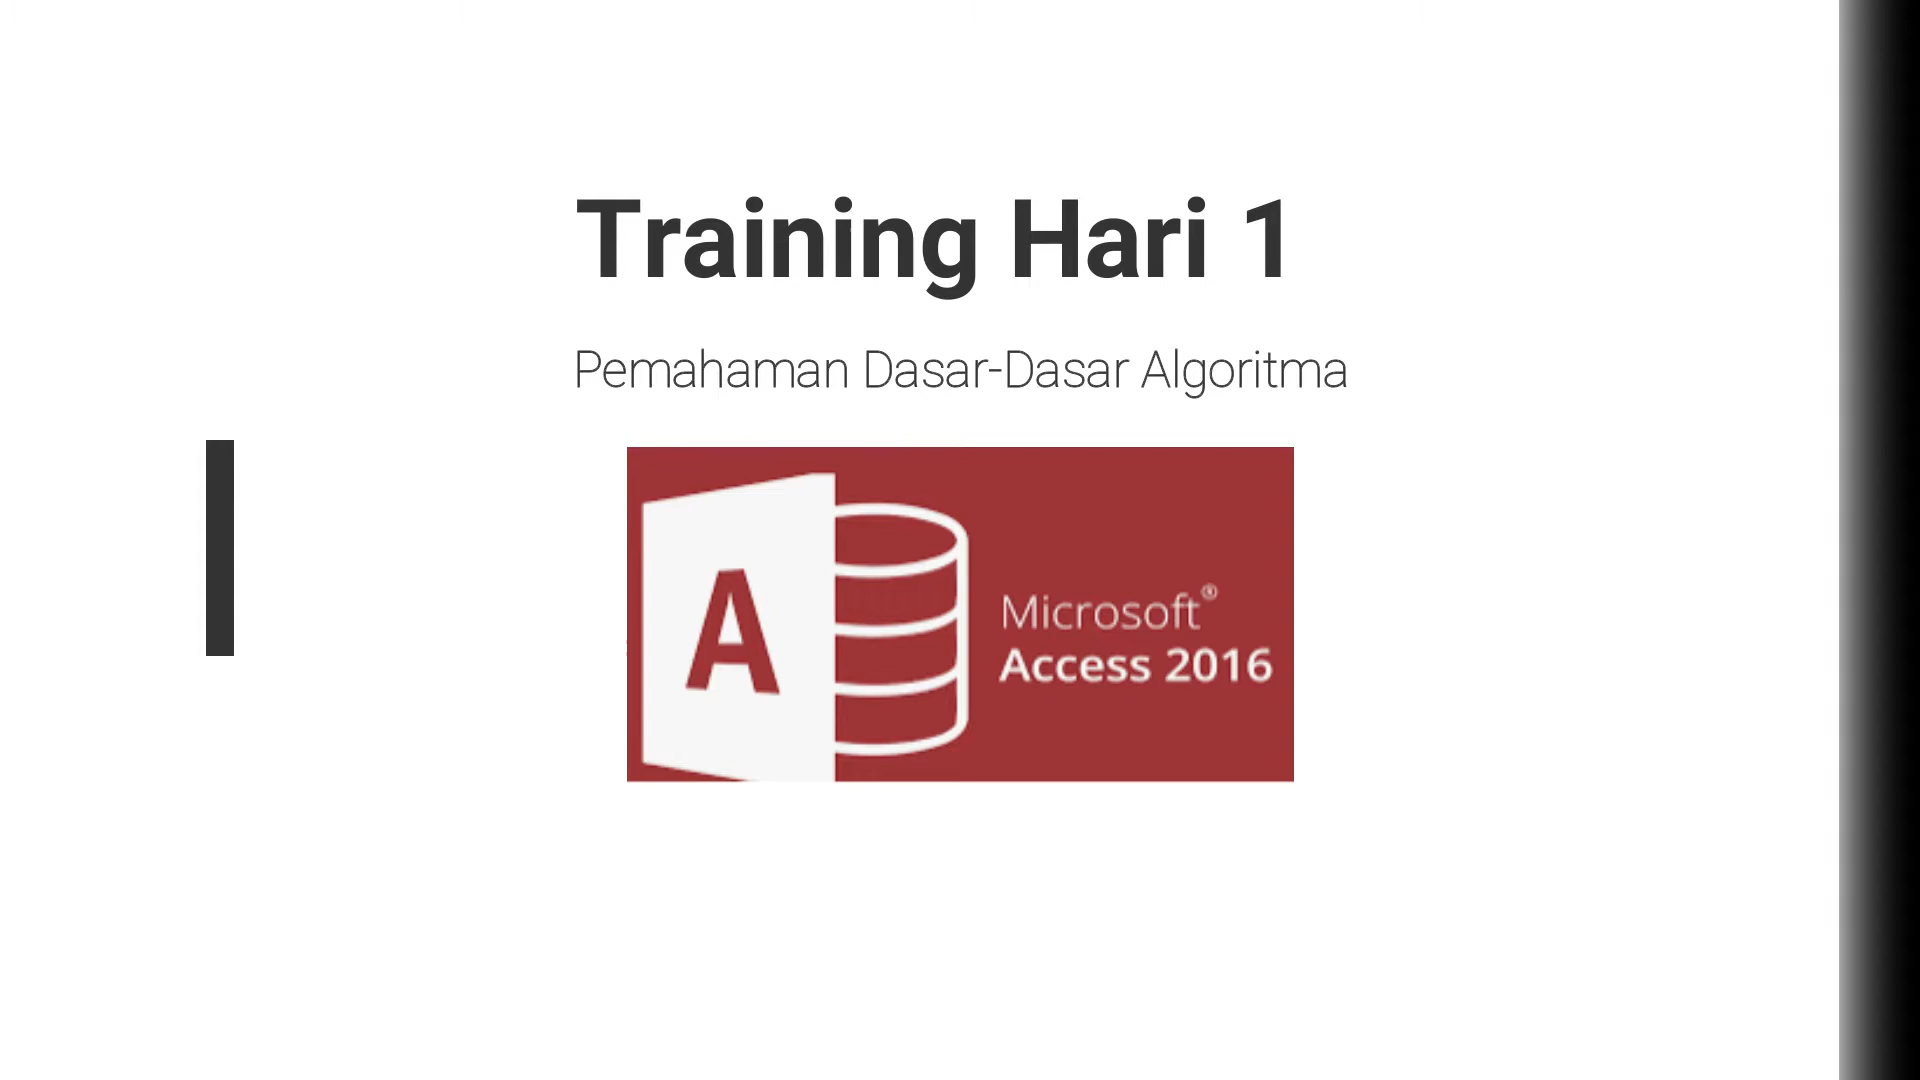 Training Hari 1
Pemahaman Dasar-Dasar Algoritma
A
Microsoft®
Access 2016